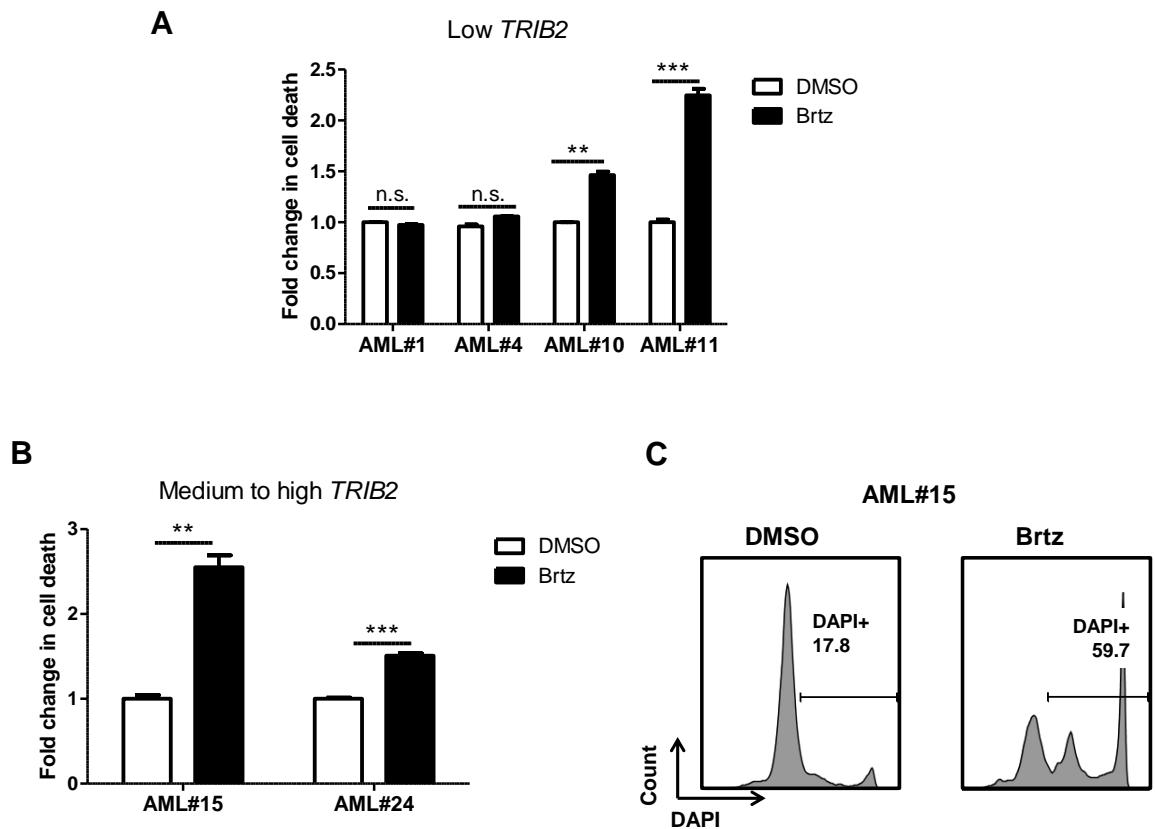 A
Low TRIB2
Fold change in cell death
2.5
2.0
1.5
1.0
0.5
0.0
n.s.
n.s.
**
***
DMSO
Brtz
AML#1 AML#4 AML#10 AML#11
B
Medium to high TRIB2
Fold change in cell death
3
2
1
0
**
***
DMSO
Brtz
AML#15 AML#24
C
AML#15
DMSO Brtz
DAPI+
17.8
DAPI+
59.7
Count
DAPI